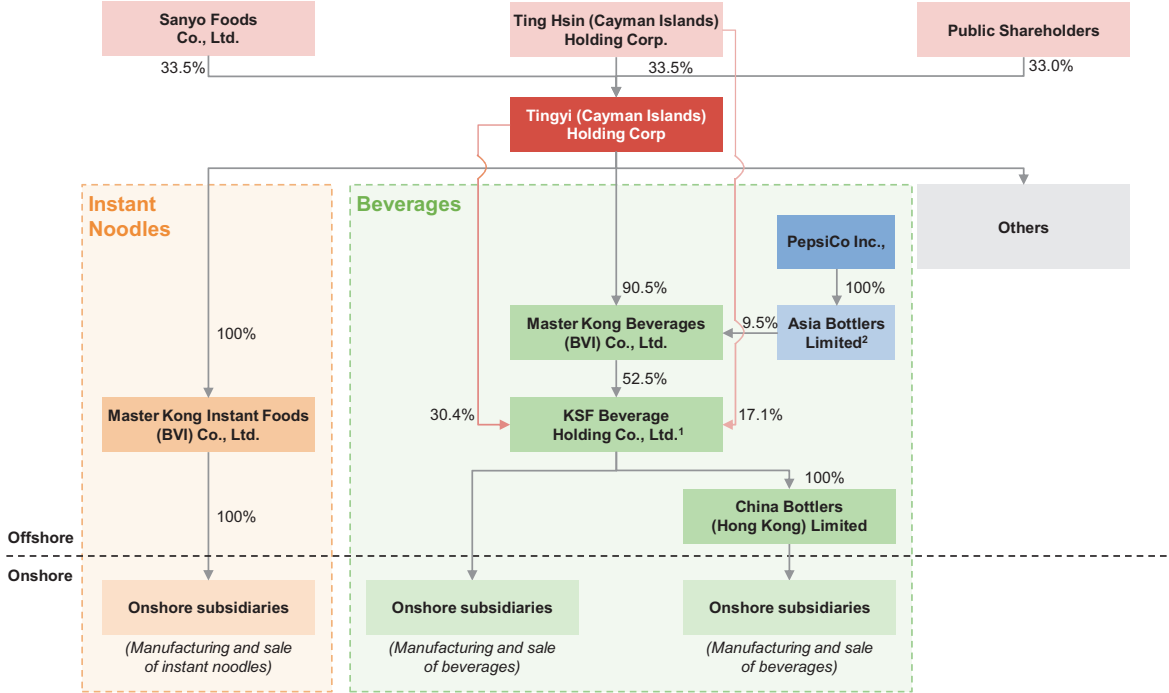 Sanyo Foods
Co., Ltd.
Ting Hsin (Cayman Islands)
Holding Corp.
Public Shareholders
33.5%
33.5%
33.0%
Tingyi (Cayman Islands)
Holding Corp
Instant
Noodles
Beverages
Others
PepsiCo Inc.,
100%
90.5%
100%
Master Kong Beverages
(BVI) Co., Ltd.
9.5%
Asia Bottlers
Limited²
52.5%
Master Kong Instant Foods
(BVI) Co., Ltd.
30.4%
KSF Beverage
Holding Co., Ltd.¹
17.1%
100%
China Bottlers
(Hong Kong) Limited
100%
Offshore
Onshore
Onshore subsidiaries
Onshore subsidiaries
Onshore subsidiaries
(Manufacturing and sale
of instant noodles)
(Manufacturing and sale
of beverages)
(Manufacturing and sale
of beverages)